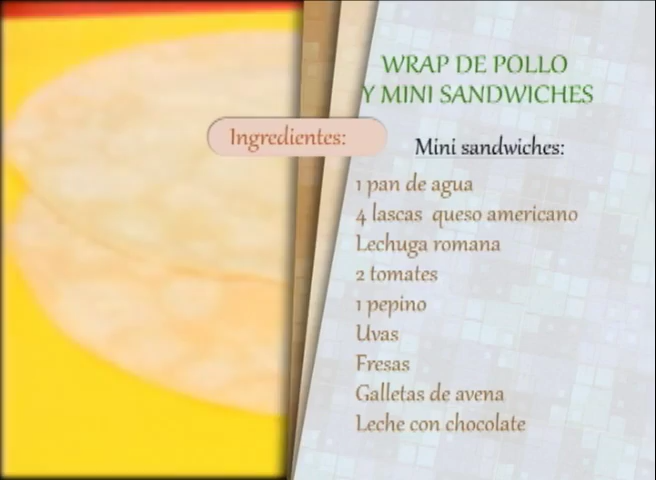 WRAP DE POLLO
Y MINI SANDWICHES
Ingredientes:
Mini sandwiches:
1 pan de agua
4 lascas queso americano
Lechuga romana
2 tomates
1 pepino
Uvas
Fresas
Galletas de avena
Leche con chocolate